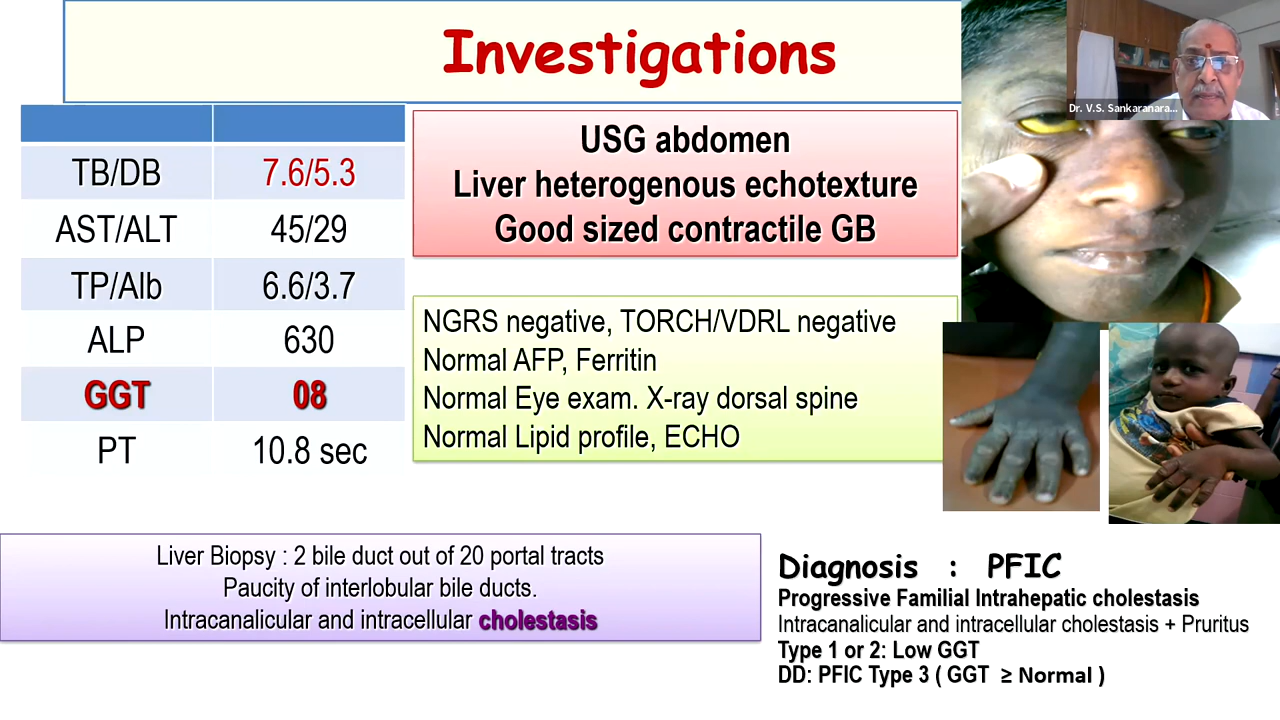 Investigations
Dr. V.S. Sankaranara...
TB/DB 7.6/5.3
AST/ALT 45/29
TP/Alb 6.6/3.7
ALP 630
GGT 08
PT 10.8 sec
USG abdomen
Liver heterogenous echotexture
Good sized contractile GB
NGRS negative, TORCH/VDRL negative
Normal AFP, Ferritin
Normal Eye exam. X-ray dorsal spine
Normal Lipid profile, ECHO
Liver Biopsy : 2 bile duct out of 20 portal tracts
Paucity of interlobular bile ducts.
Intracanalicular and intracellular cholestasis
Diagnosis : PFIC
Progressive Familial Intrahepatic cholestasis
Intracanalicular and intracellular cholestasis + Pruritus
Type 1 or 2: Low GGT
DD: PFIC Type 3 ( GGT ≥ Normal )